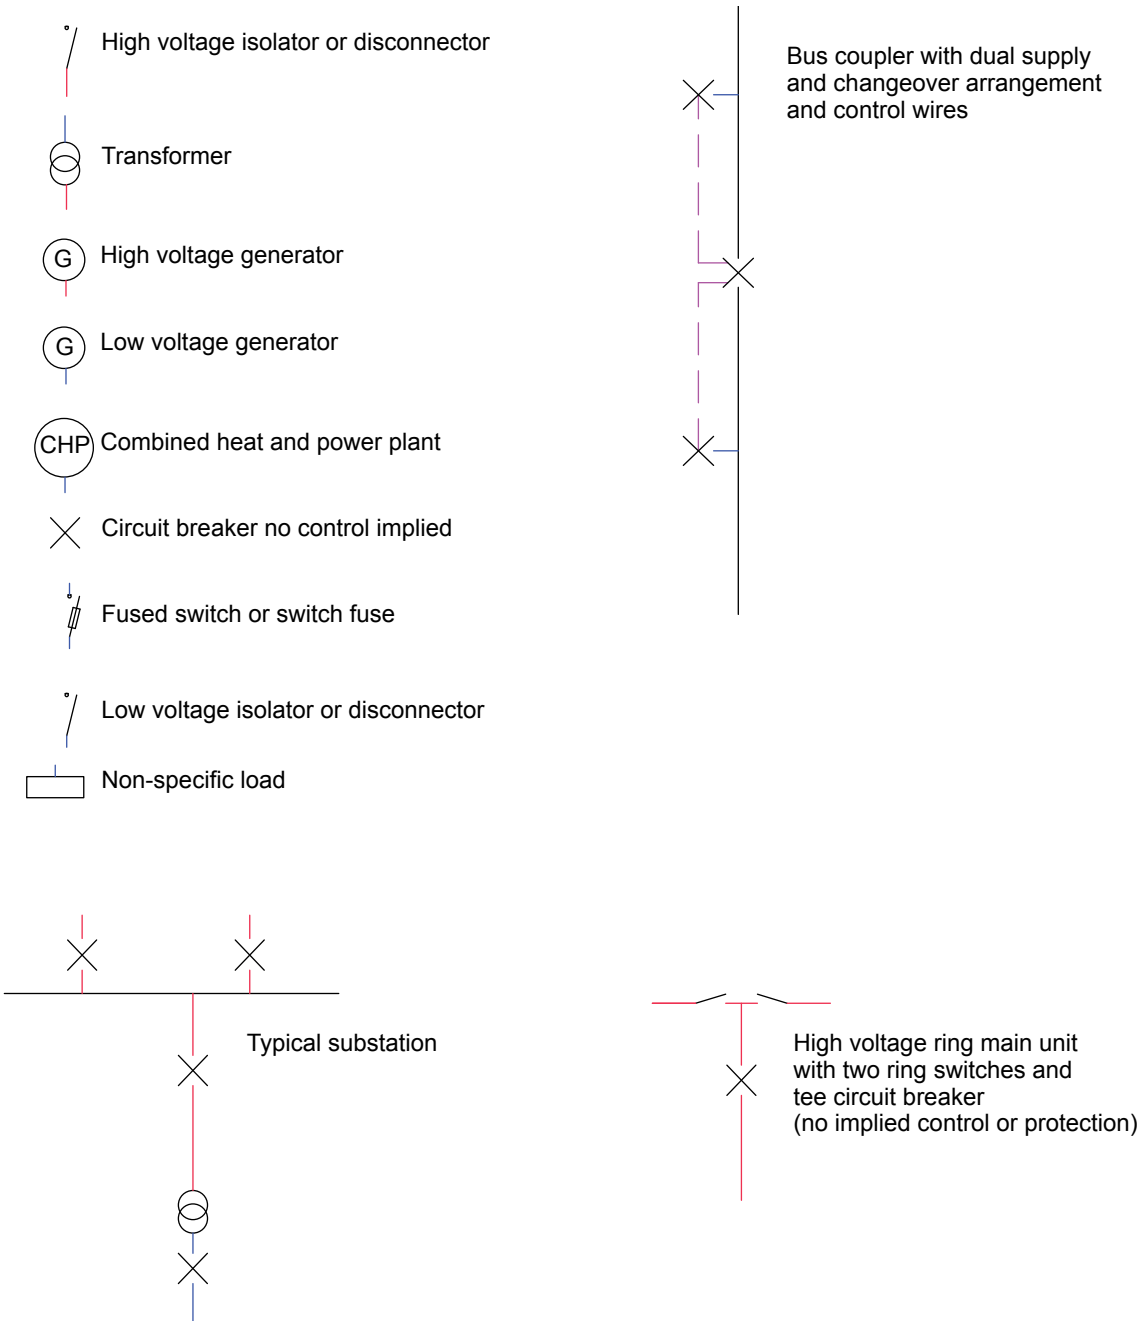 High voltage isolator or disconnector
Transformer
G
High voltage generator
G
Low voltage generator
CHP
Combined heat and power plant
Circuit breaker no control implied
Fused switch or switch fuse
Low voltage isolator or disconnector
Non-specific load
Bus coupler with dual supply
and changeover arrangement
and control wires
Typical substation
High voltage ring main unit
with two ring switches and
tee circuit breaker
(no implied control or protection)